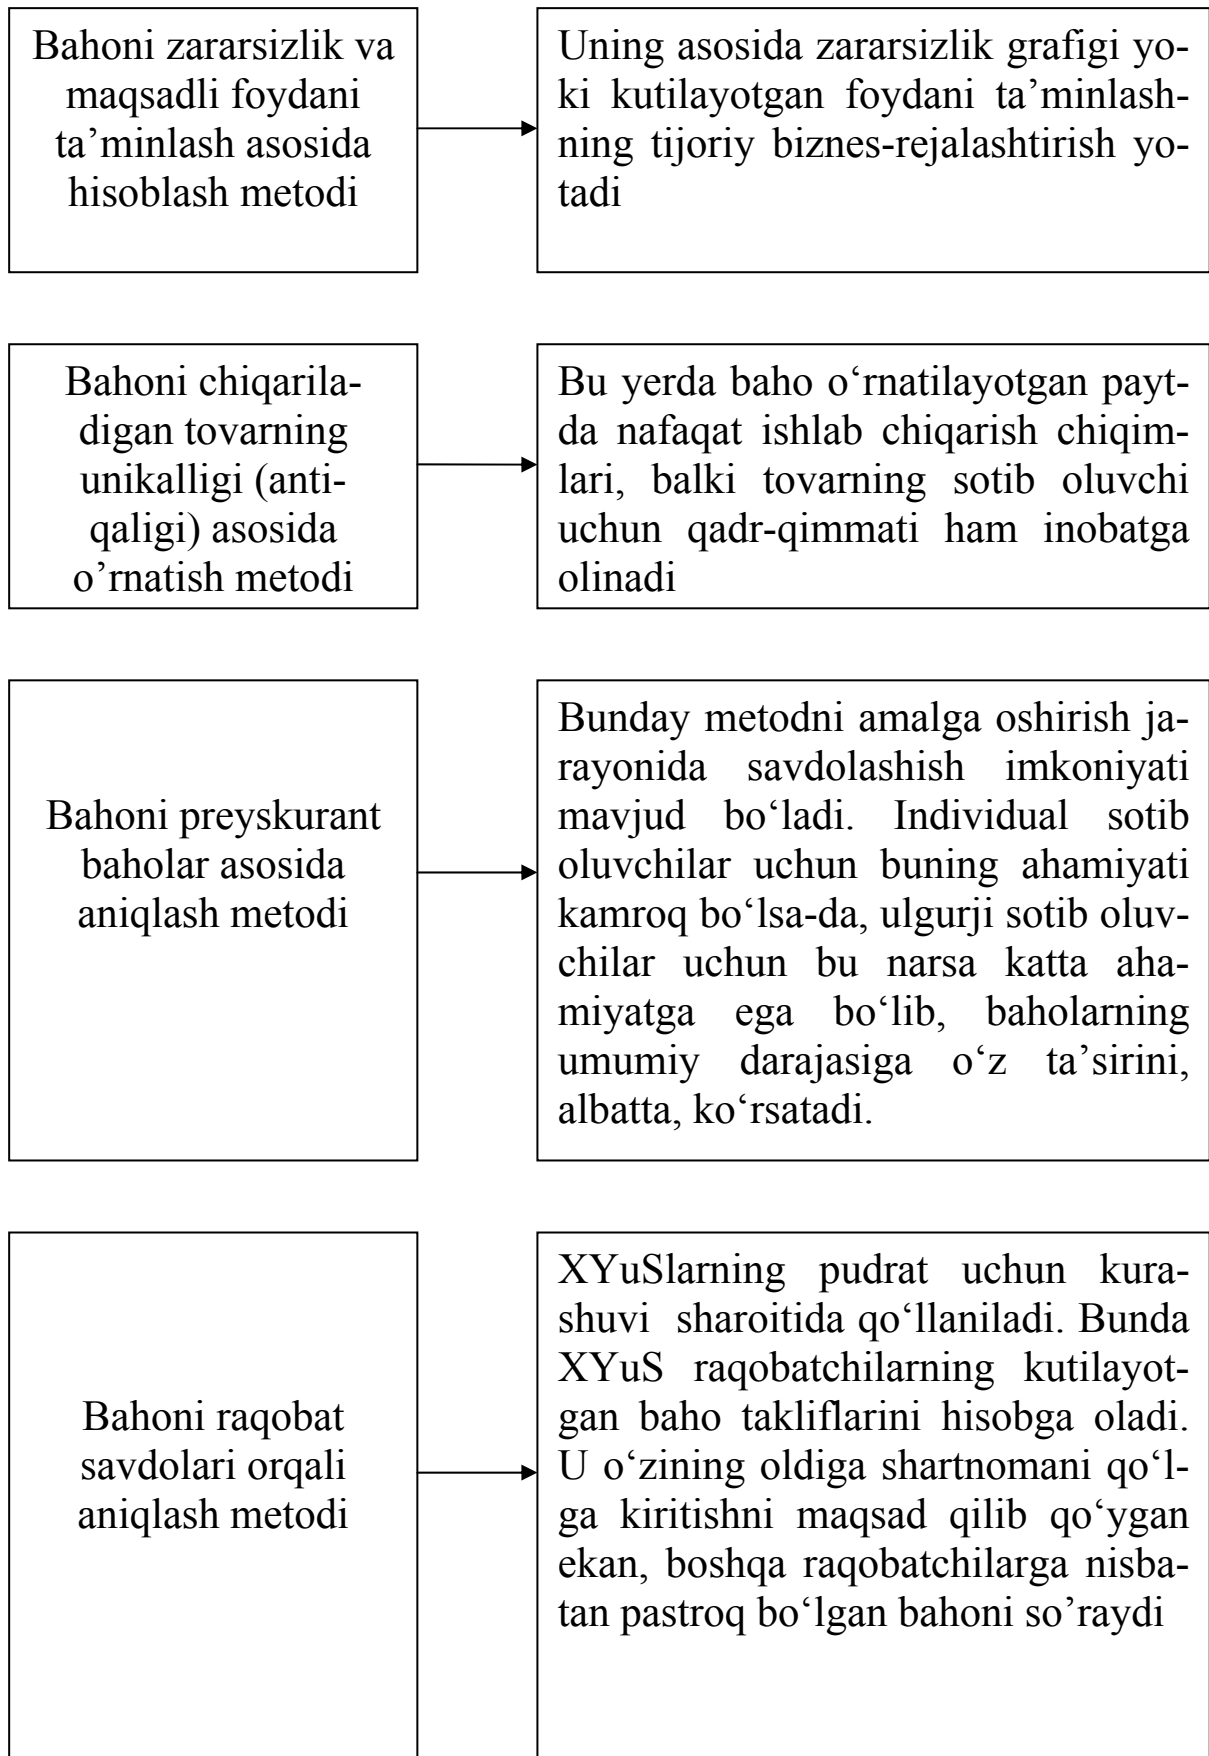 Bahoni zararsizlik va
maqsadli foydani
ta’minlash asosida
hisoblash metodi
Uning asosida zararsizlik grafigi yo-
ki kutilayotgan foydani ta’minlash-
ning tijoriy biznes-rejalashtirish yo-
tadi
Bahoni chiqarila-
digan tovarning
unikalligi (anti-
qaligi) asosida
o’rnatish metodi
Bu yerda baho o‘rnatilayotgan payt-
da nafaqat ishlab chiqarish chiqim-
lari, balki tovarning sotib oluvchi
uchun qadr-qimmati ham inobatga
olinadi
Bahoni preyskurant
baholar asosida
aniqlash metodi
Bunday metodni amalga oshirish ja-
rayonida savdolashish imkoniyati
mavjud bo‘ladi. Individual sotib
oluvchilar uchun buning ahamiyati
kamroq bo‘lsa-da, ulgurji sotib oluv-
chilar uchun bu narsa katta aha-
miyatga ega bo‘lib, baholarning
umumiy darajasiga o‘z ta’sirini,
albatta, ko‘rsatadi.
Bahoni raqobat
savdolari orqali
aniqlash metodi
XYuSlarning pudrat uchun kura-
shuvi sharoitida qo‘llaniladi. Bunda
XYuS raqobatchilarning kutilayot-
gan baho takliflarini hisobga oladi.
U o‘zining oldiga shartnomani qo‘l-
ga kiritishni maqsad qilib qo‘ygan
ekan, boshqa raqobatchilarga nisba-
tan pastroq bo‘lgan bahoni so’raydi